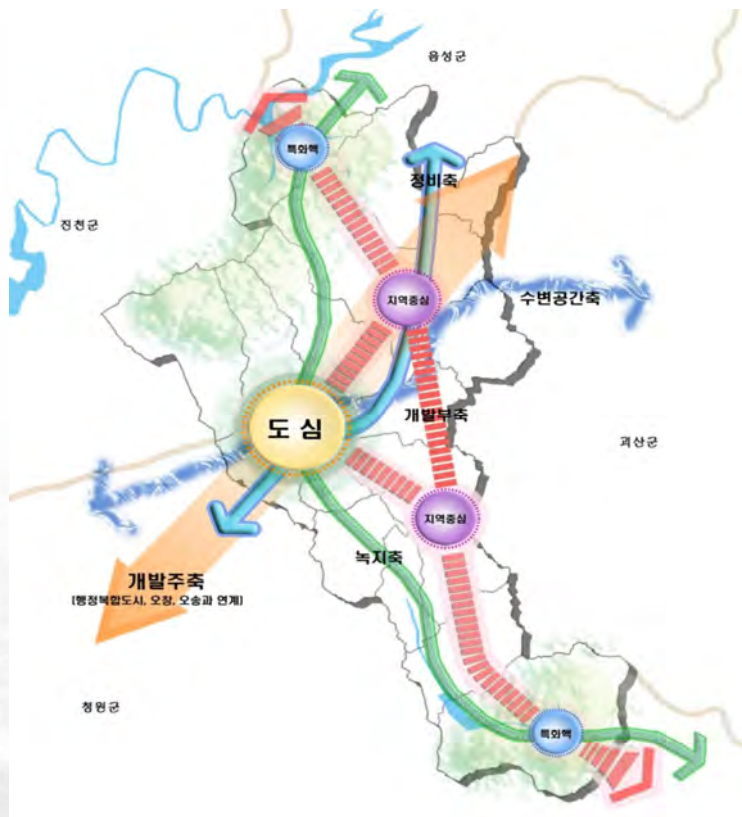 음성군
특화핵
정비축
진천군
지역중심
수변공간축
도 심
개발부축
괴산군
지역중심
녹지축
개발주축
[행정복합도시, 오창, 오송과 연계]
청원군
특화핵